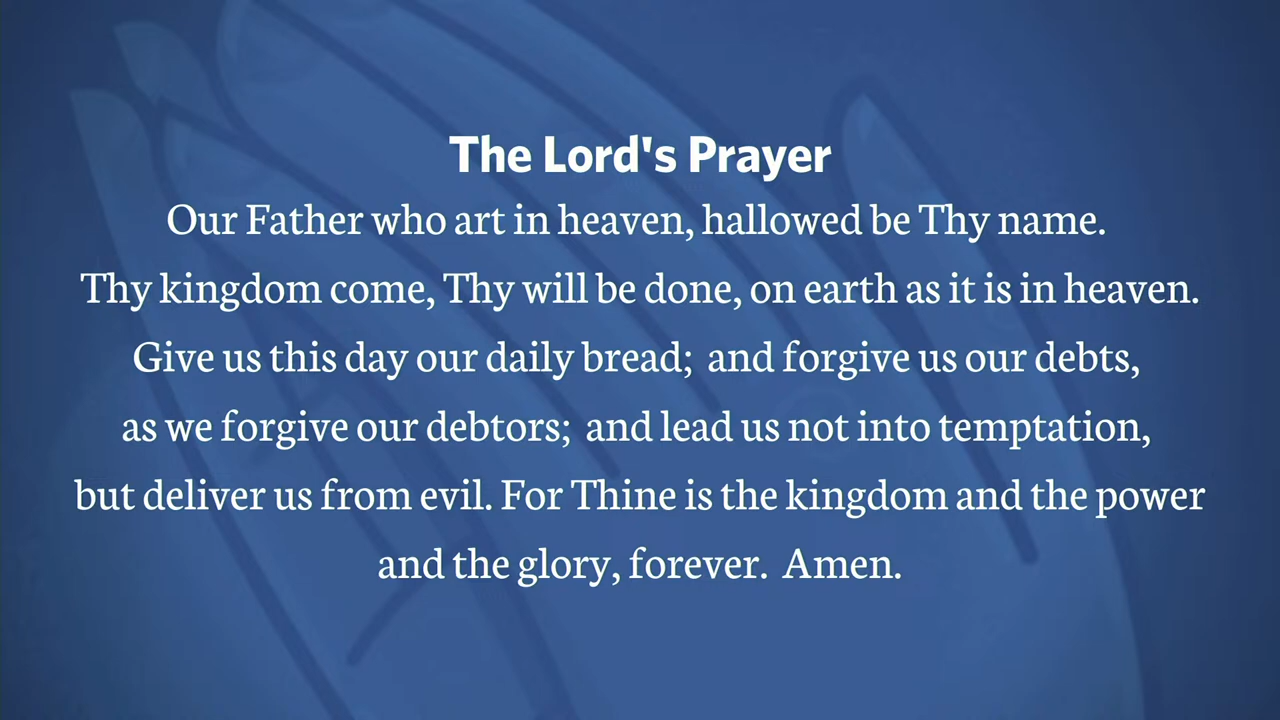 The Lord's Prayer
Our Father who art in heaven, hallowed be Thy name.
Thy kingdom come, Thy will be done, on earth as it is in heaven.
Give us this day our daily bread;  and forgive us our debts,
as we forgive our debtors;  and lead us not into temptation,
but deliver us from evil. For Thine is the kingdom and the power
and the glory, forever.  Amen.